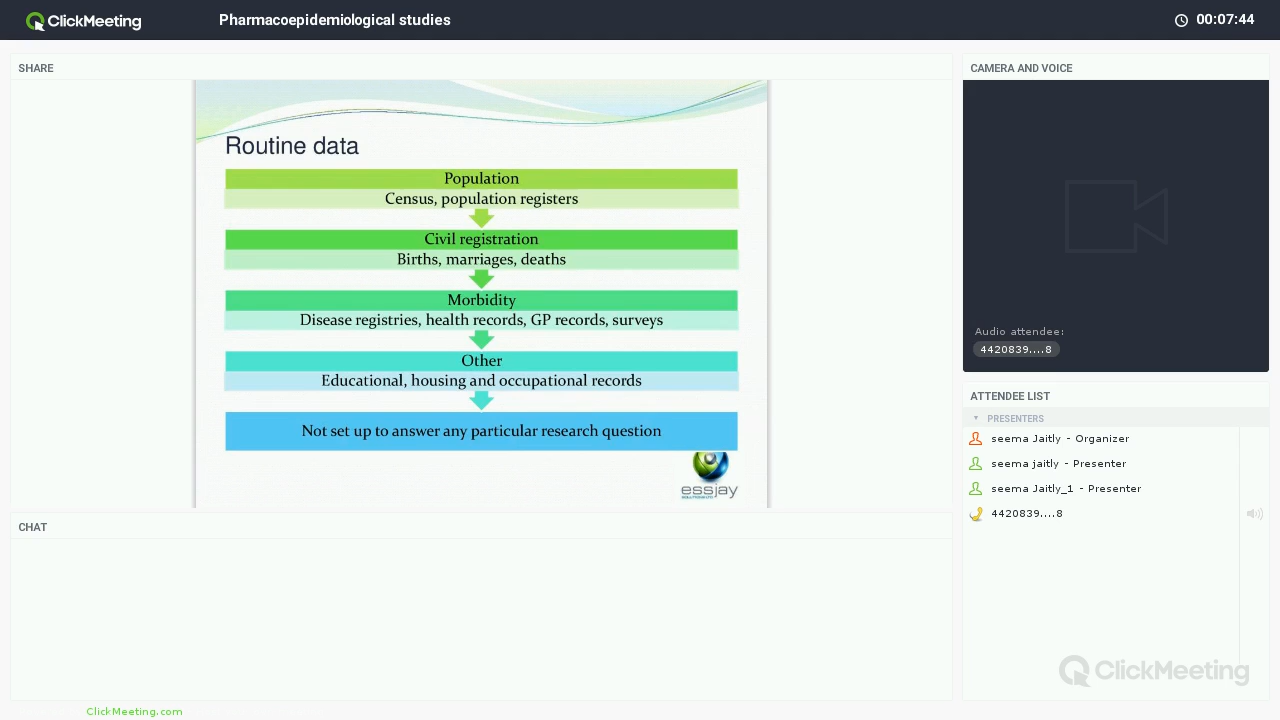 ClickMeeting
Pharmacoepidemiological studies
00:07:44
SHARE
Routine data
Population
Census, population registers
Civil registration
Births, marriages, deaths
Morbidity
Disease registries, health records, GP records, surveys
Other
Educational, housing and occupational records
Not set up to answer any particular research question
essjay
CHAT
CAMERA AND VOICE
Audio attendee:
4420839....8
ATTENDEE LIST
PRESENTERS
seema Jaitly - Organizer
seema jaitly - Presenter
seema Jaitly_1 - Presenter
4420839....8
ClickMeeting
ClickMeeting.com